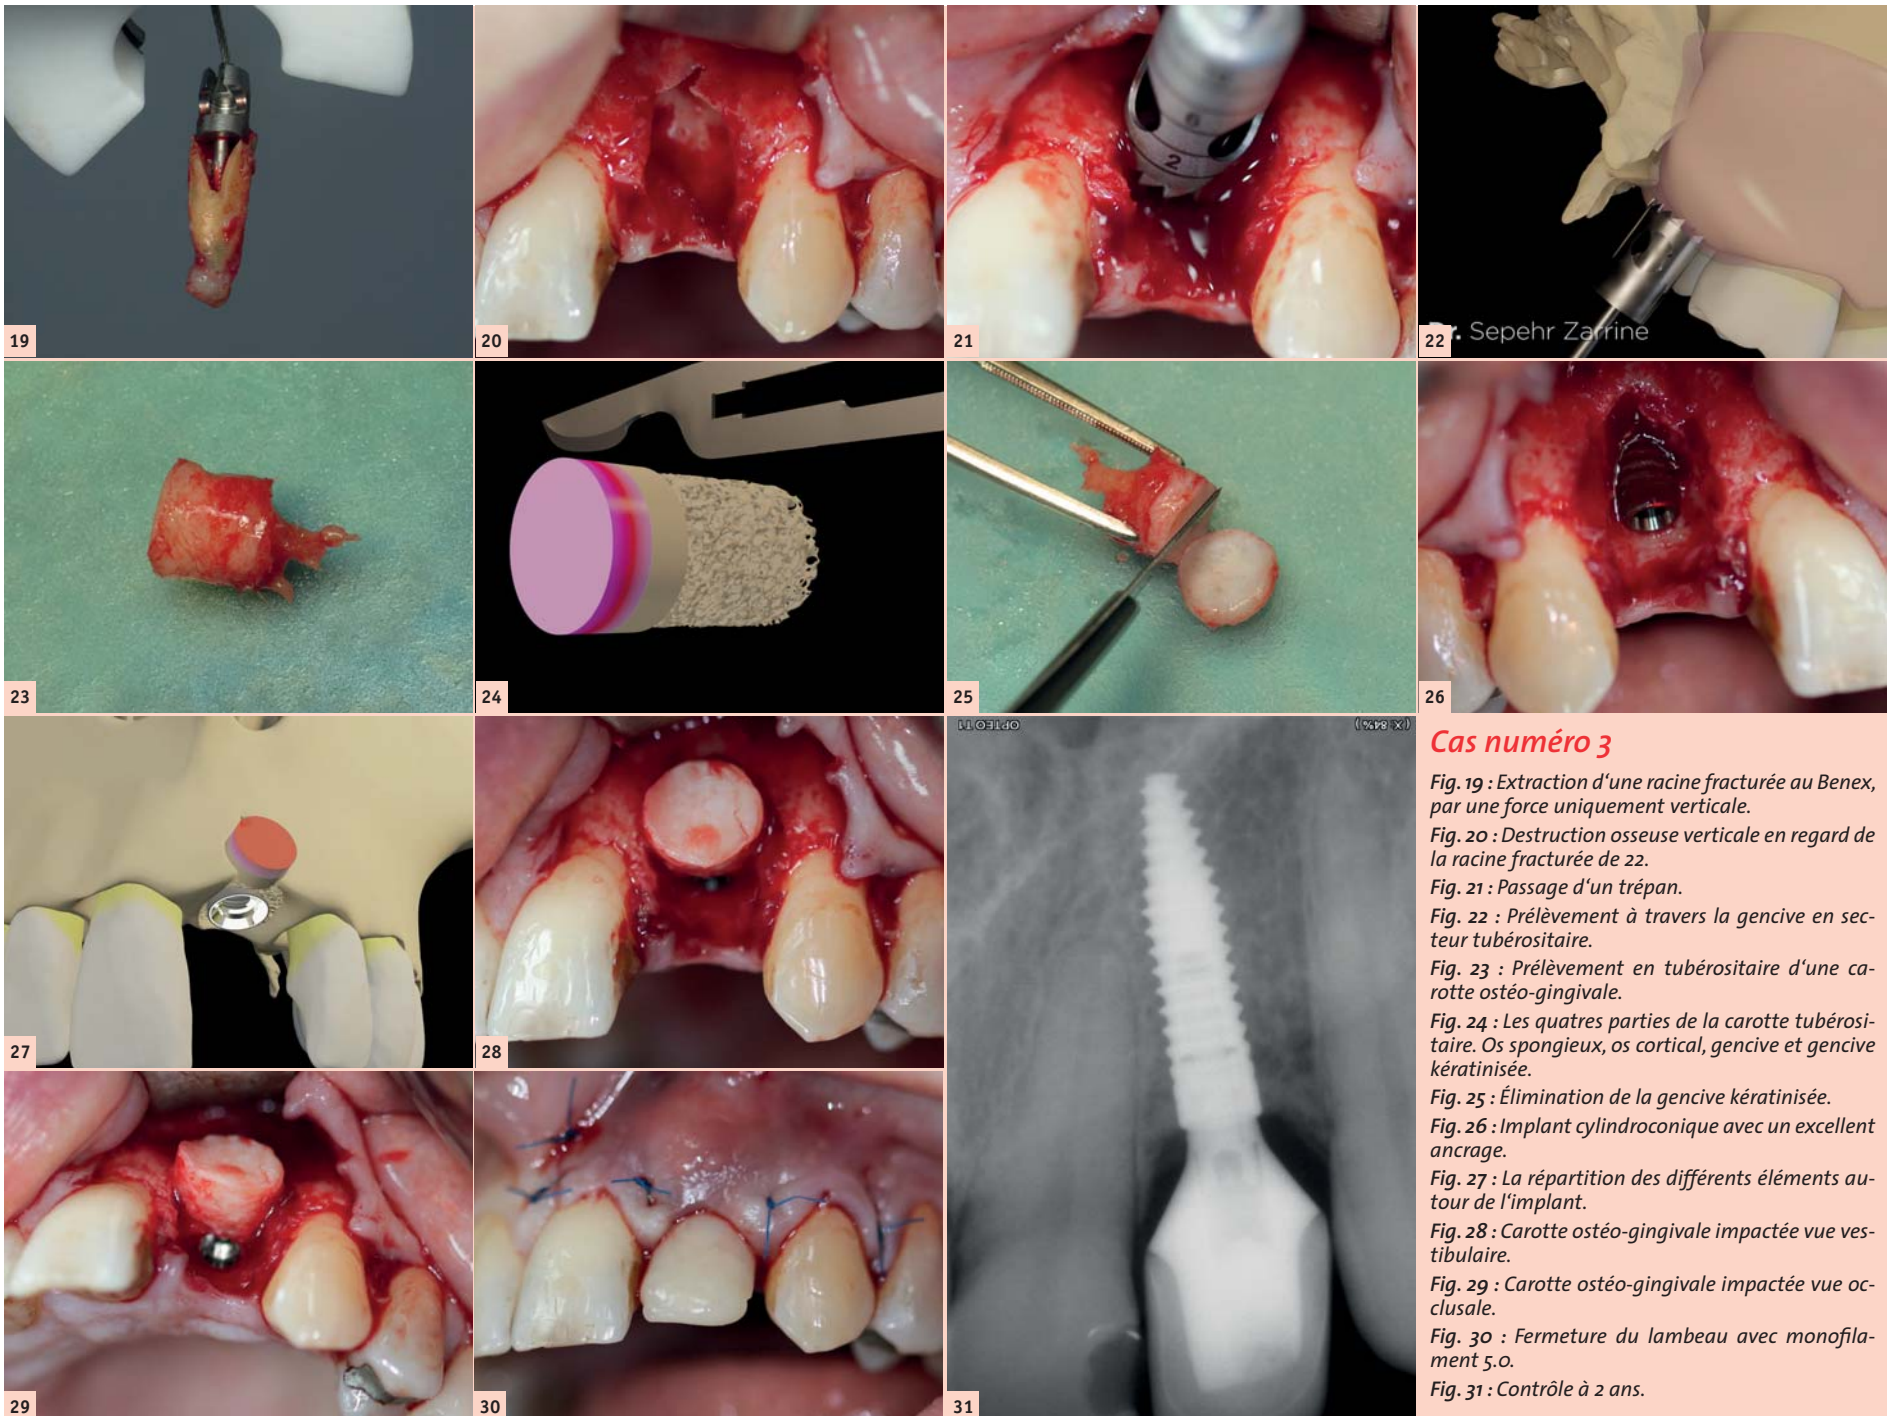 19
20
6
2
21
22
r. Sepehr Zarrine
23
24
25
26
27
28
OPTEO T1
( X: 84% )
29
30
31
Cas numéro 3
Fig. 19 : Extraction d‘une racine fracturée au Benex,
par une force uniquement verticale.
Fig. 20 : Destruction osseuse verticale en regard de
la racine fracturée de 22.
Fig. 21 : Passage d‘un trépan.
Fig. 22 : Prélèvement à travers la gencive en sec-
teur tubérositaire.
Fig. 23 : Prélèvement en tubérositaire d‘une ca-
rotte ostéo-gingivale.
Fig. 24 : Les quatres parties de la carotte tubérosi-
taire. Os spongieux, os cortical, gencive et gencive
kératinisée.
Fig. 25 : Élimination de la gencive kératinisée.
Fig. 26 : Implant cylindroconique avec un excellent
ancrage.
Fig. 27 : La répartition des différents éléments au-
tour de l‘implant.
Fig. 28 : Carotte ostéo-gingivale impactée vue ves-
tibulaire.
Fig. 29 : Carotte ostéo-gingivale impactée vue oc-
clusale.
Fig. 30 : Fermeture du lambeau avec monofila-
ment 5.0.
Fig. 31 : Contrôle à 2 ans.